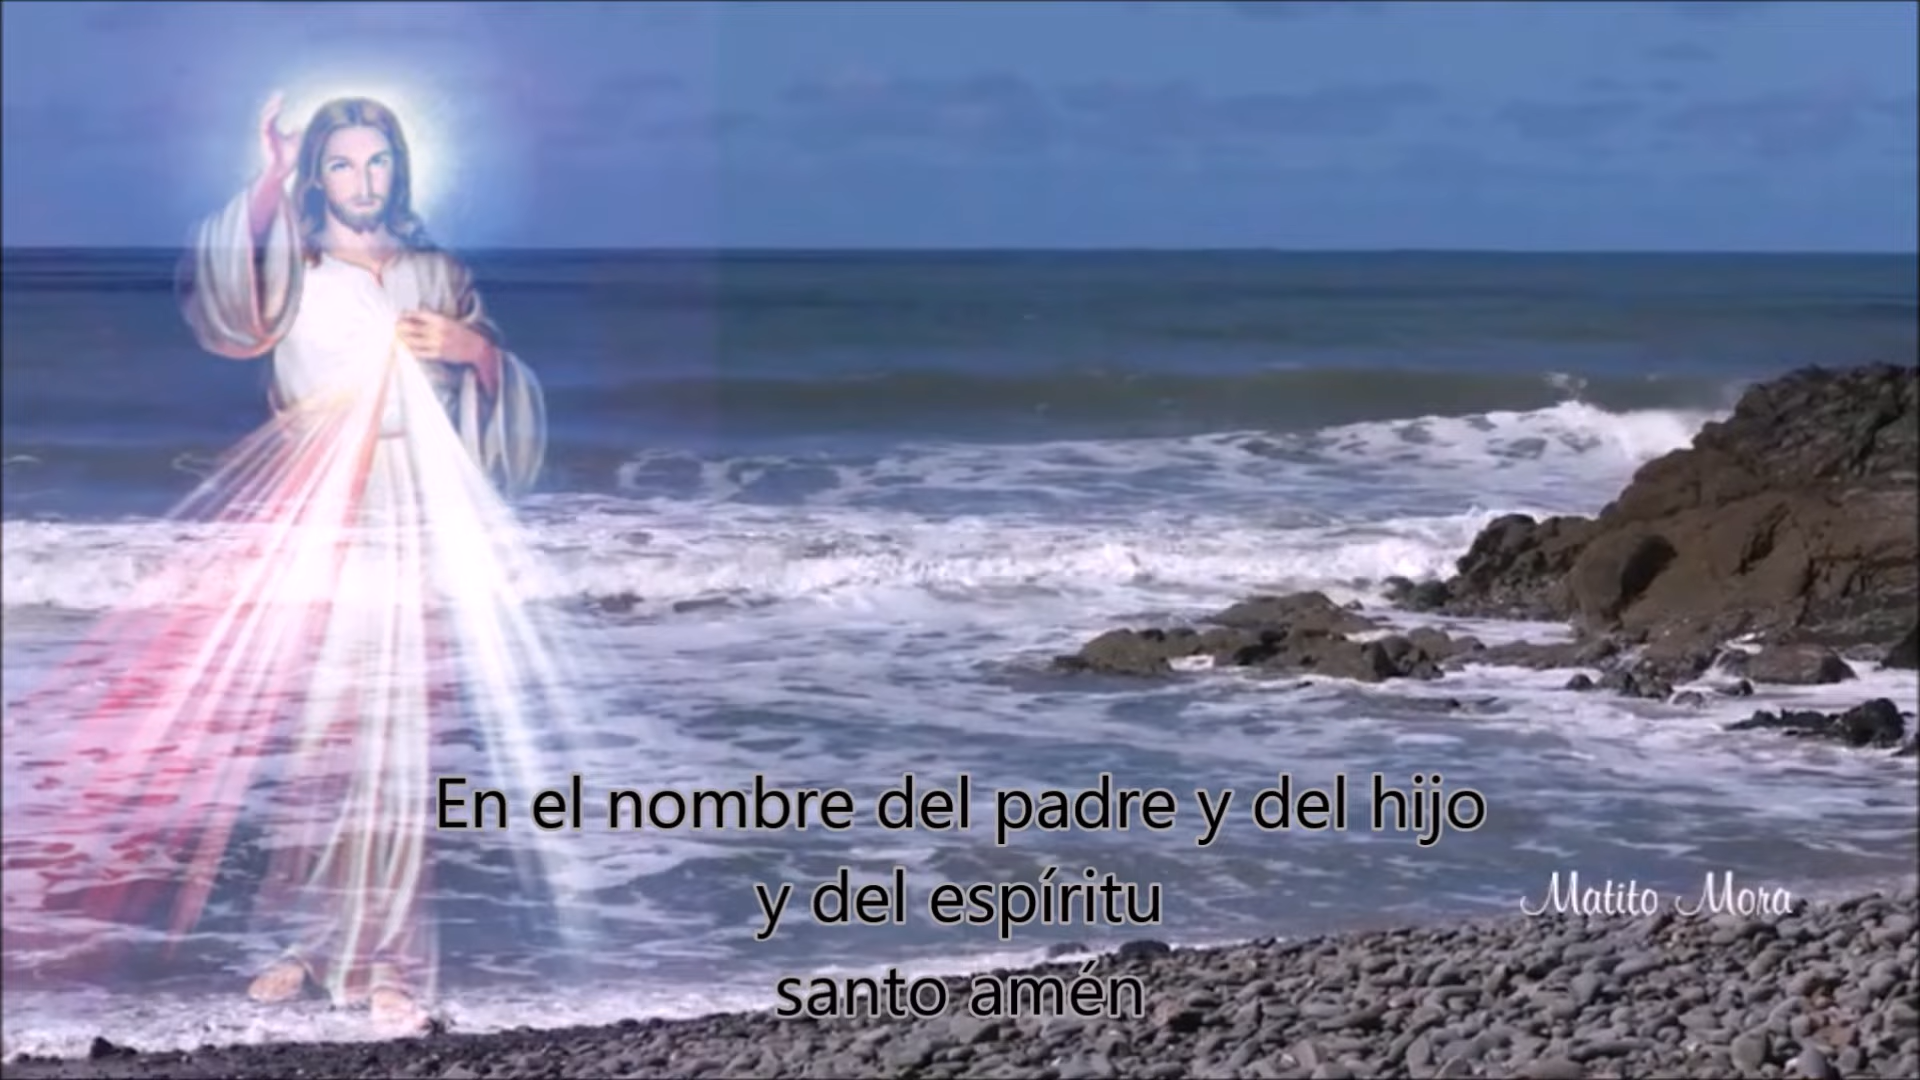 En el nombre del padre y del hijo
y del espíritu
santo amén
Matito Mora